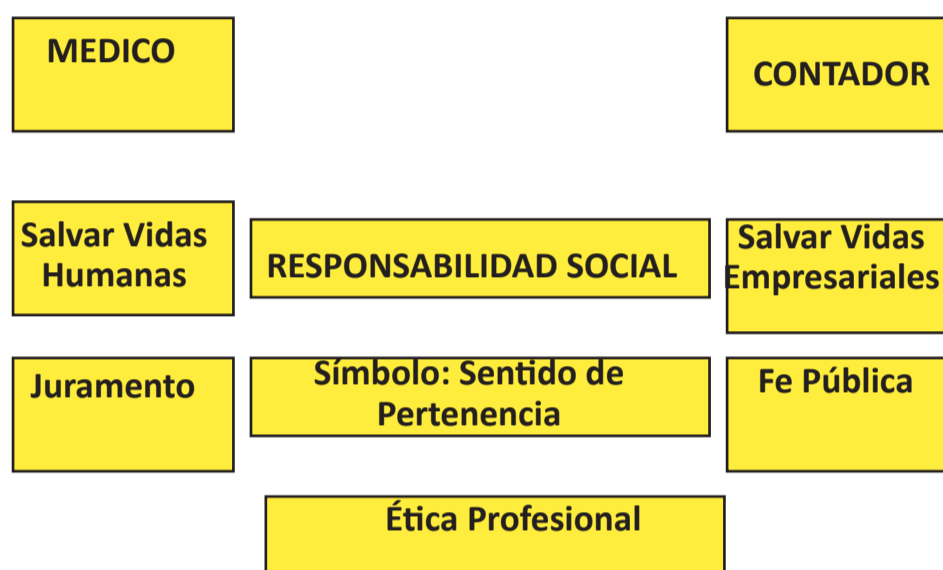 MEDICO
CONTADOR
Salvar Vidas
Humanas
RESPONSABILIDAD SOCIAL
Salvar Vidas
Empresariales
Juramento
Símbolo: Sentido de
Pertenencia
Fe Pública
Ética Profesional